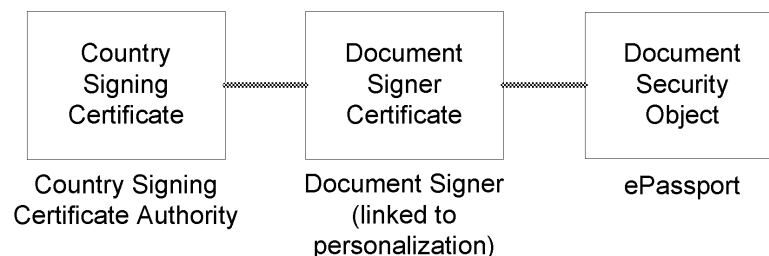 Country
Signing
Certificate
Document
Signer
Certificate
Document
Security
Object
Country Signing
Certificate Authority
Document Signer
(linked to
personalization)
ePassport